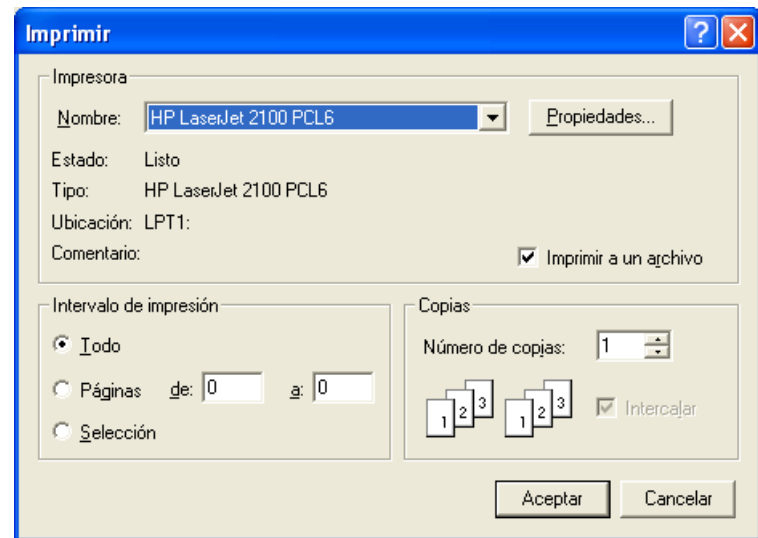 Imprimir
Impresora
Nombre: HP LaserJet 2100 PCL6 Propiedades...
Estado: Listo
Tipo: HP LaserJet 2100 PCL6
Ubicación: LPT1:
Comentario: Imprimir a un archivo
Intervalo de impresión
Todo
Páginas de: 0 a: 0
Selección
Copias
Número de copias: 1
1 2 3 1 2 3 Intercalar
Aceptar Cancelar